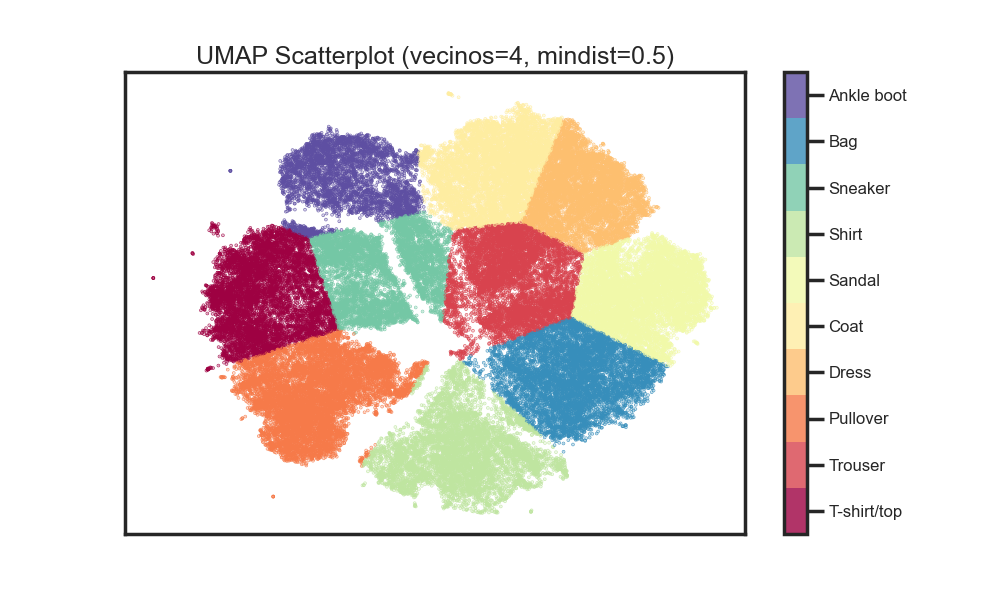 UMAP Scatterplot (vecinos=4, mindist=0.5)
Ankle boot
Bag
Sneaker
Shirt
Sandal
Coat
Dress
Pullover
Trouser
T-shirt/top